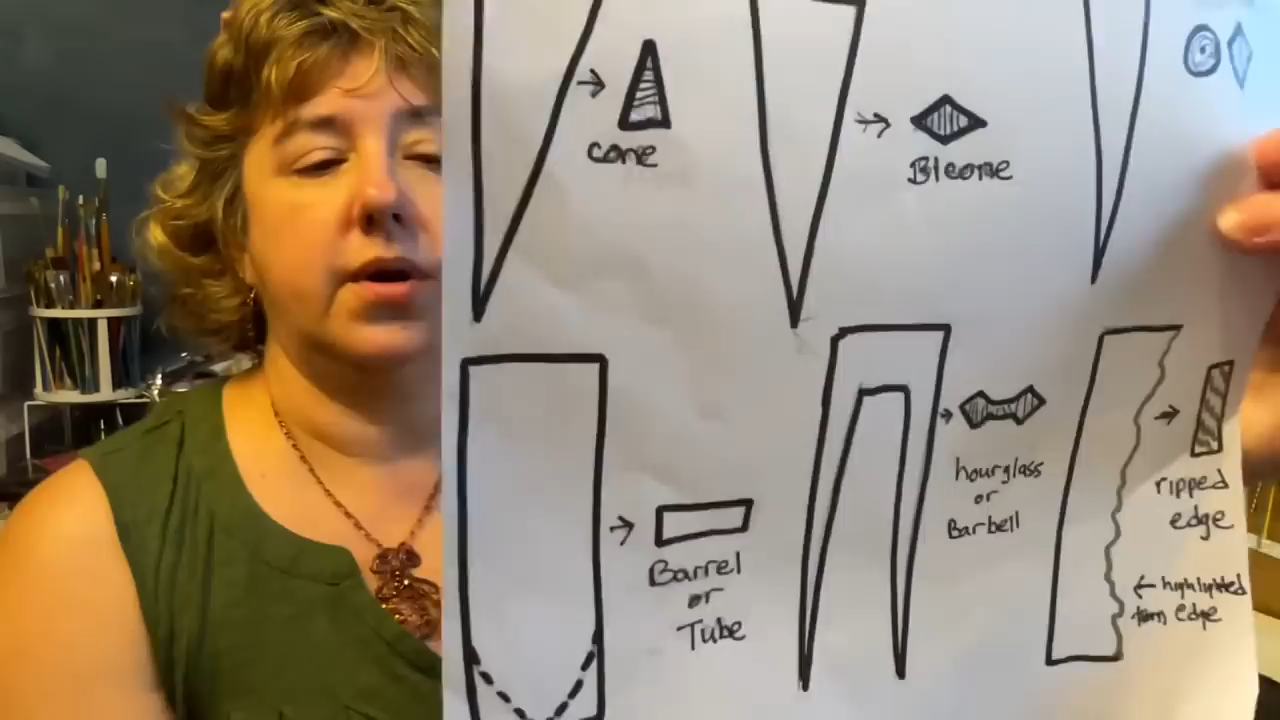 cone
Bicone
Barrel
or
Tube
hourglass
or
Barbell
ripped
edge
← highlighted
torn edge